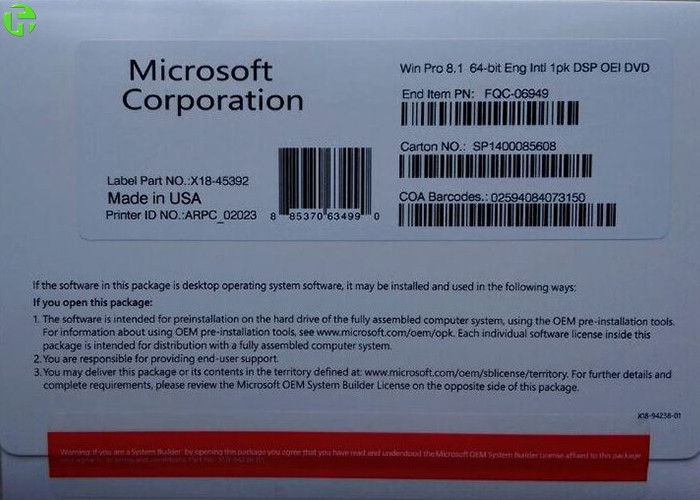 Microsoft
Corporation
Label Part NO.:X18-45392
Made in USA
Printer ID NO.:ARPC_02023
8 85370 63499 0
Win Pro 8.1 64-bit Eng Intl 1pk DSP OEI DVD
End Item PN: FQC-06949
Carton NO.: SP1400085608
COA Barcodes.: 02594084073150
If the software in this package is desktop operating system software, it may be installed and used in the following ways:
If you open this package:
1. The software is intended for preinstallation on the hard drive of the fully assembled computer system, using the OEM pre-installation tools.
For information about using OEM pre-installation tools, see www.microsoft.com/oem/opk. Each individual software license inside this
package is intended for distribution with a fully assembled computer system.
2. You are responsible for providing end-user support.
3. You may deliver this package or its contents in the territory defined at: www.microsoft.com/oem/sblicense/territory. For further details and
complete requirements, please review the Microsoft OEM System Builder License on the opposite side of this package.
X18-94238-01
Warning: If you are a System Builder by opening this package you agree that you have read and understood the Microsoft OEM System Builder License affixed to this package